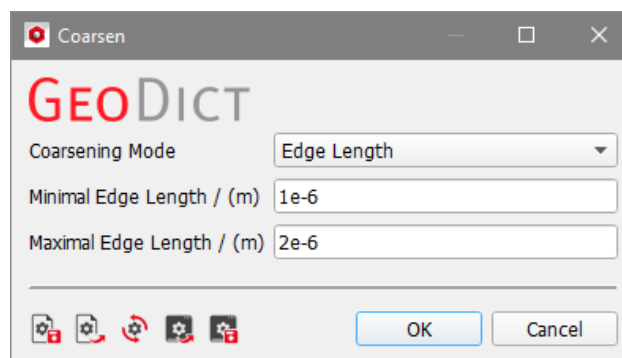 Coarsen
GEODICT
Coarsening Mode Edge Length
Minimal Edge Length / (m) 1e-6
Maximal Edge Length / (m) 2e-6
OK Cancel